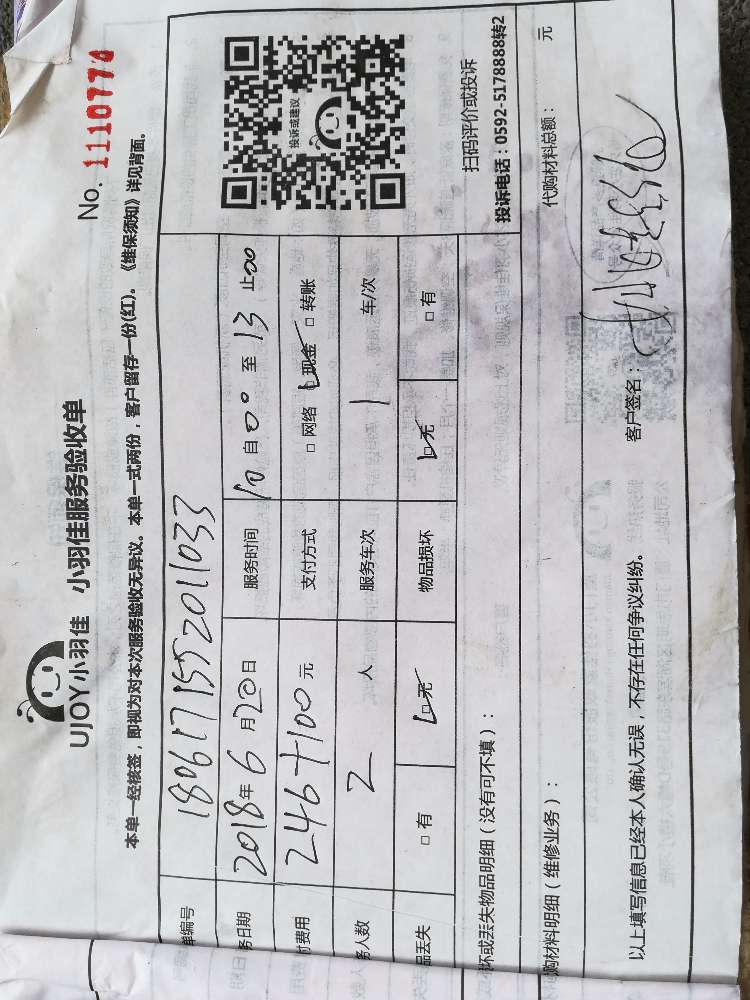 UJOY小羽佳 小羽佳服务验收单
No. 1110770
本单一经核签，即视为对本次服务验收无异议。本单一式两份，客户留存一份(红)。《维保须知》详见背面。
单编号 1806171552011033
务日期 2018年6月20日 服务时间 10自00至13止00
付费用 246+100元 支付方式 □网络 ☑现金 □转账
务人数 2人 服务车次 1车/次
品丢失 □有 ☑无 物品损坏 ☑无 □有
投诉或建议
扫码评价或投诉
投诉电话：0592-5178888转2
坏或丢失物品明细（没有可不填）：
购材料明细（维修业务）： 代购材料总额： 元
以上填写信息已经本人确认无误，不存在任何争议纠纷。 客户签名：